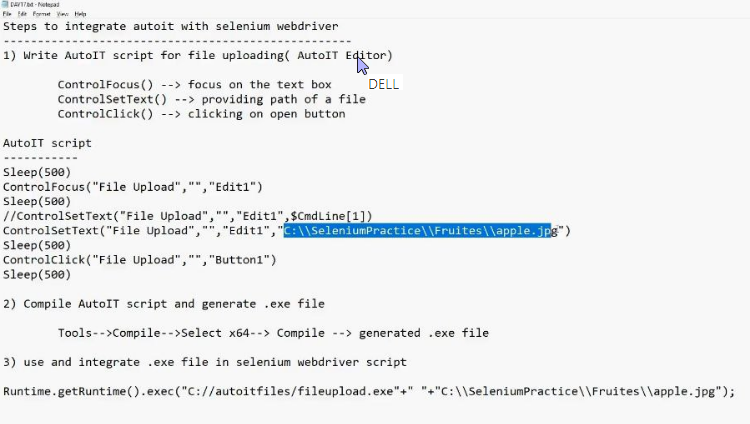 DAY17.txt - Notepad
File Edit Format View Help
Steps to integrate autoit with selenium webdriver
---------------------------------------------------
1) Write AutoIT script for file uploading( AutoIT Editor)
ControlFocus() --> focus on the text box
DELL
ControlSetText() --> providing path of a file
ControlClick() --> clicking on open button
AutoIT script
-----------
Sleep(500)
ControlFocus("File Upload","","Edit1")
Sleep(500)
//ControlSetText("File Upload","","Edit1",$CmdLine[1])
ControlSetText("File Upload","","Edit1","C:\\SeleniumPractice\\Fruites\\apple.jpg")
Sleep(500)
ControlClick("File Upload","","Button1")
Sleep(500)
2) Compile AutoIT script and generate .exe file
Tools-->Compile-->Select x64--> Compile --> generated .exe file
3) use and integrate .exe file in selenium webdriver script
Runtime.getRuntime().exec("C://autoitfiles/fileupload.exe"+" "+"C:\\SeleniumPractice\\Fruites\\apple.jpg");